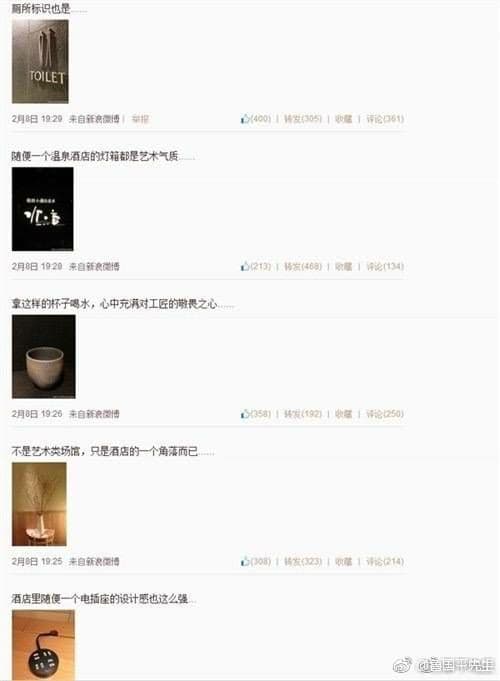 厕所标识也是......
TOILET
2月8日 19:29 来自新浪微博 | 举报
(400) | 转发(305) | 收藏 | 评论(361)
随便一个温泉酒店的灯箱都是艺术气质......
2月8日 19:28 来自新浪微博
(213) | 转发(468) | 收藏 | 评论(134)
拿这样的杯子喝水，心中充满对工匠的敬畏之心......
2月8日 19:26 来自新浪微博
(358) | 转发(192) | 收藏 | 评论(250)
不是艺术类场馆，只是酒店的一个角落而已......
2月8日 19:25 来自新浪微博
(308) | 转发(323) | 收藏 | 评论(214)
酒店里随便一个电插座的设计感也这么强...